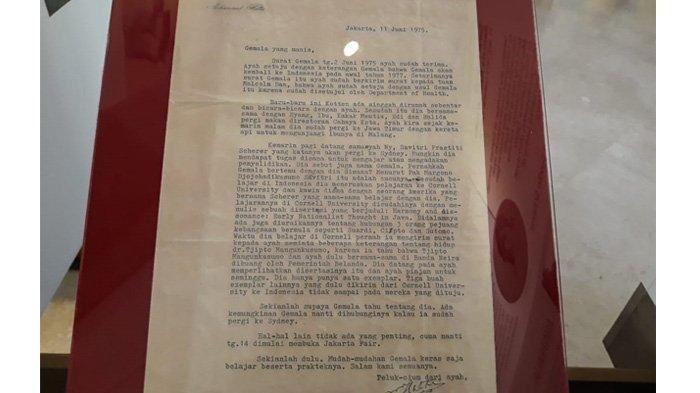 Mohammad Hatta
Jakarta, 11 Juni 1975.
Gemala yang manis,
Surat Gemala tg.2 Juni 1975 ayah sudah terima.
Ayah setuju dengan keterangan Gemala bahwa Gemala akan
kembali ke Indonesia pada awal tahun 1977. Seterimanya
surat Gemala itu ayah sudah berkirim surat kepada tuan
Malcolm Dan, bahwa ayah sudah setuju dengan usul Gemala
itu karena sudah disetujui oleh Department of Health.
Baru-baru ini Kotten ada singgah dirumah sebentar
dan bicara-bicara dengan ayah. Sesudah itu dia bersama-
sama dengan Eyang, Ibu, Kakar Meutia, Edi dan Halida
pergi makan direstoran Cahaya Kota. Ayah kira sejak ke-
marin malam dia sudah pergi ke Jawa Timur dengan kereta
api untuk mengunjungi ibunya di Malang.
Kemarin pagi datang sama ayah Ny. Savitri Prastiti
Scherer yang katanya akan pergi ke Sydney. Mungkin dia
mendapat tugas disana untuk mengajar atau mengadakan
penyelidikan. Dia sebut juga nama Gemala. Pernahkah
Gemala bertemu dengan dia dimana? Menurut Pak Margono
Djojohadikusumo Savitri itu adalah cucunya. Sesudah be-
lajar di Indonesia dia meneruskan pelajaran ke Cornell
University dan kawin disana dengan seorang Amerika yang
bernama Scherer yang sama-sama belajar dengan dia. Pe-
lajarannya di Cornell University disudahinya dengan me-
nulis sebuah disertasi yang berjudul: Harmony and dis-
sonance: Early Nationalist Thought in Java. Didalamnya
ada juga diuraikannya tentang hubungan 3 orang pejuang
kebangsaan bermula seperti Suardi, Cipto dan Sutomo.
Waktu dia belajar di Cornell pernah ia mengirim surat
kepada ayah meminta beberapa keterangan tentang hidup
dr.Tjipto Mangunkusumo, karena ia tahu bahwa Tjipto
Mangunkusumo dan ayah dulu bersama-sama di Banda Neira
dibuang oleh Pemerintah Belanda. Dia datang pada ayah
memperlihatkan disertasinya itu dan ayah pinjam untuk
seminggu. Dia hanya punya satu exemplar. Tiga buah
exemplar lainnya yang dulu dikirim dari Cornell Univer-
sity ke Indonesia tidak sampai pada mereka yang dituju.
Sekianlah supaya Gemala tahu tentang dia. Ada
kemungkinan Gemala nanti dihubunginya kalau ia sudah
pergi ke Sydney.
Hal-hal lain tidak ada yang penting, cuma nanti
tg.14 dimulai membuka Jakarta Fair.
Sekianlah dulu. Mudah-mudahan Gemala keras saja
belajar beserta prakteknya. Salam kami semuanya.
Peluk-cium dari ayah,